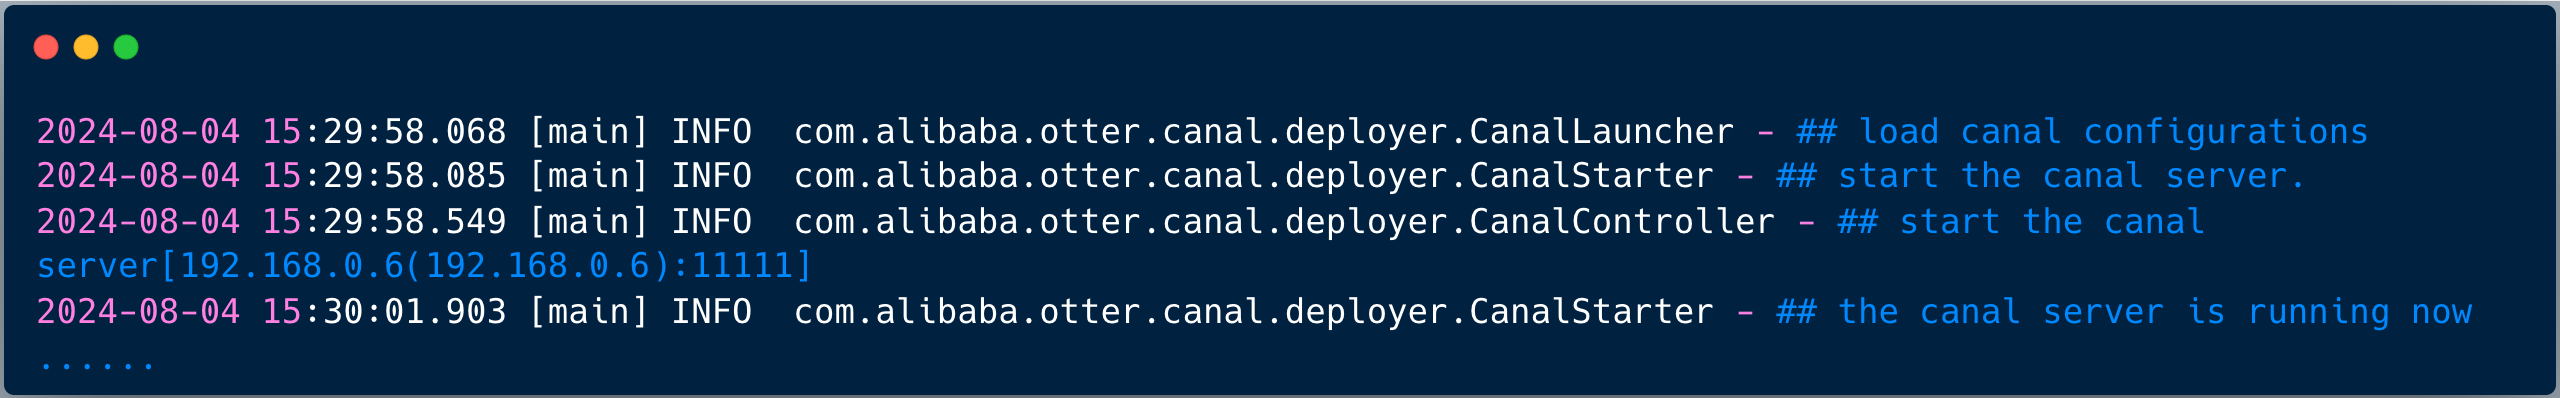 2024-08-04 15:29:58.068 [main] INFO  com.alibaba.otter.canal.deployer.CanalLauncher - ## load canal configurations
2024-08-04 15:29:58.085 [main] INFO  com.alibaba.otter.canal.deployer.CanalStarter - ## start the canal server.
2024-08-04 15:29:58.549 [main] INFO  com.alibaba.otter.canal.deployer.CanalController - ## start the canal
server[192.168.0.6(192.168.0.6):11111]
2024-08-04 15:30:01.903 [main] INFO  com.alibaba.otter.canal.deployer.CanalStarter - ## the canal server is running now
......